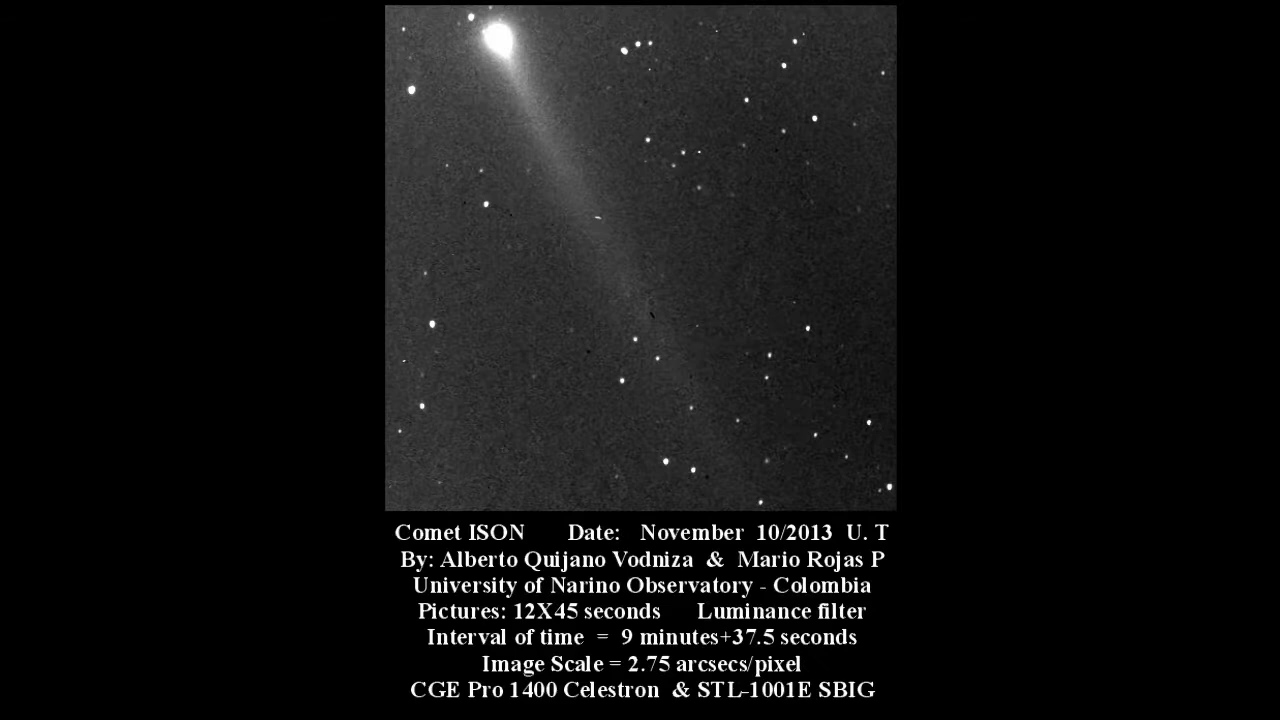 Comet ISON Date: November 10/2013 U. T
By: Alberto Quijano Vodniza & Mario Rojas P
University of Narino Observatory - Colombia
Pictures: 12X45 seconds Luminance filter
Interval of time = 9 minutes+37.5 seconds
Image Scale = 2.75 arcsecs/pixel
CGE Pro 1400 Celestron & STL-1001E SBIG